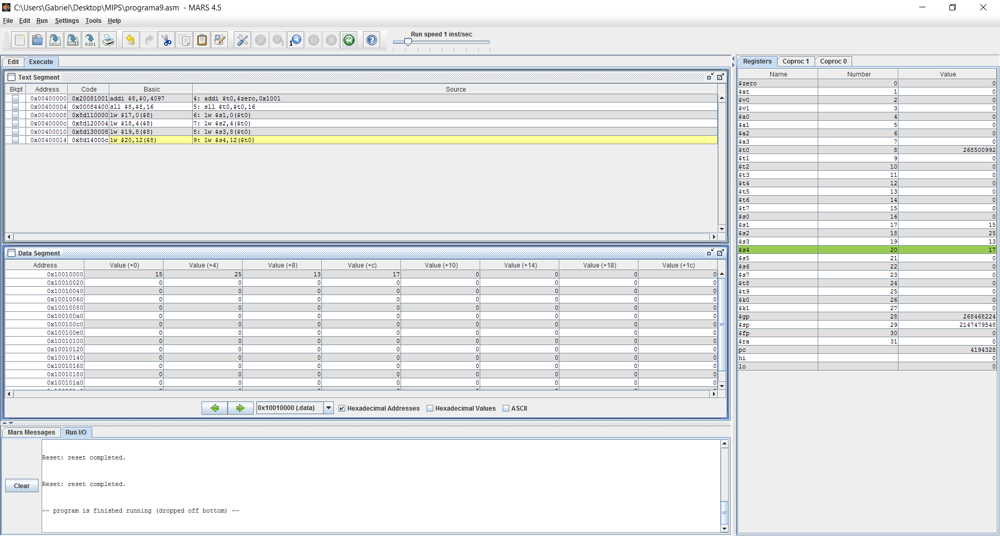 C:\Users\Gabriel\Desktop\MIPS\programa9.asm - MARS 4.5
File Edit Run Settings Tools Help
Run speed 1 inst/sec
Edit Execute
Text Segment
Bkpt Address Code Basic Source
0x00400000 0x20081001 addi $8,$0,4097 4: addi $t0,$zero,0x1001
0x00400004 0x00084400 sll $8,$8,16 5: sll $t0,$t0,16
0x00400008 0x8d110000 lw $17,0($8) 6: lw $s1,0($t0)
0x0040000c 0x8d120004 lw $18,4($8) 7: lw $s2,4($t0)
0x00400010 0x8d130008 lw $19,8($8) 8: lw $s3,8($t0)
0x00400014 0x8d14000c lw $20,12($8) 9: lw $s4,12($t0)
Data Segment
Address Value (+0) Value (+4) Value (+8) Value (+c) Value (+10) Value (+14) Value (+18) Value (+1c)
0x10010000 15 25 13 17 0 0 0 0
0x10010020 0 0 0 0 0 0 0 0
0x10010040 0 0 0 0 0 0 0 0
0x10010060 0 0 0 0 0 0 0 0
0x10010080 0 0 0 0 0 0 0 0
0x100100a0 0 0 0 0 0 0 0 0
0x100100c0 0 0 0 0 0 0 0 0
0x100100e0 0 0 0 0 0 0 0 0
0x10010100 0 0 0 0 0 0 0 0
0x10010120 0 0 0 0 0 0 0 0
0x10010140 0 0 0 0 0 0 0 0
0x10010160 0 0 0 0 0 0 0 0
0x10010180 0 0 0 0 0 0 0 0
0x100101a0 0 0 0 0 0 0 0 0
0x10010000 (.data) Hexadecimal Addresses Hexadecimal Values ASCII
Mars Messages Run I/O
Clear
Reset: reset completed.
Reset: reset completed.
-- program is finished running (dropped off bottom) --
Registers Coproc 1 Coproc 0
Name Number Value
$zero 0 0
$at 1 0
$v0 2 0
$v1 3 0
$a0 4 0
$a1 5 0
$a2 6 0
$a3 7 0
$t0 8 268500992
$t1 9 0
$t2 10 0
$t3 11 0
$t4 12 0
$t5 13 0
$t6 14 0
$t7 15 0
$s0 16 0
$s1 17 15
$s2 18 25
$s3 19 13
$s4 20 17
$s5 21 0
$s6 22 0
$s7 23 0
$t8 24 0
$t9 25 0
$k0 26 0
$k1 27 0
$gp 28 268468224
$sp 29 2147479548
$fp 30 0
$ra 31 0
pc 4194328
hi 0
lo 0